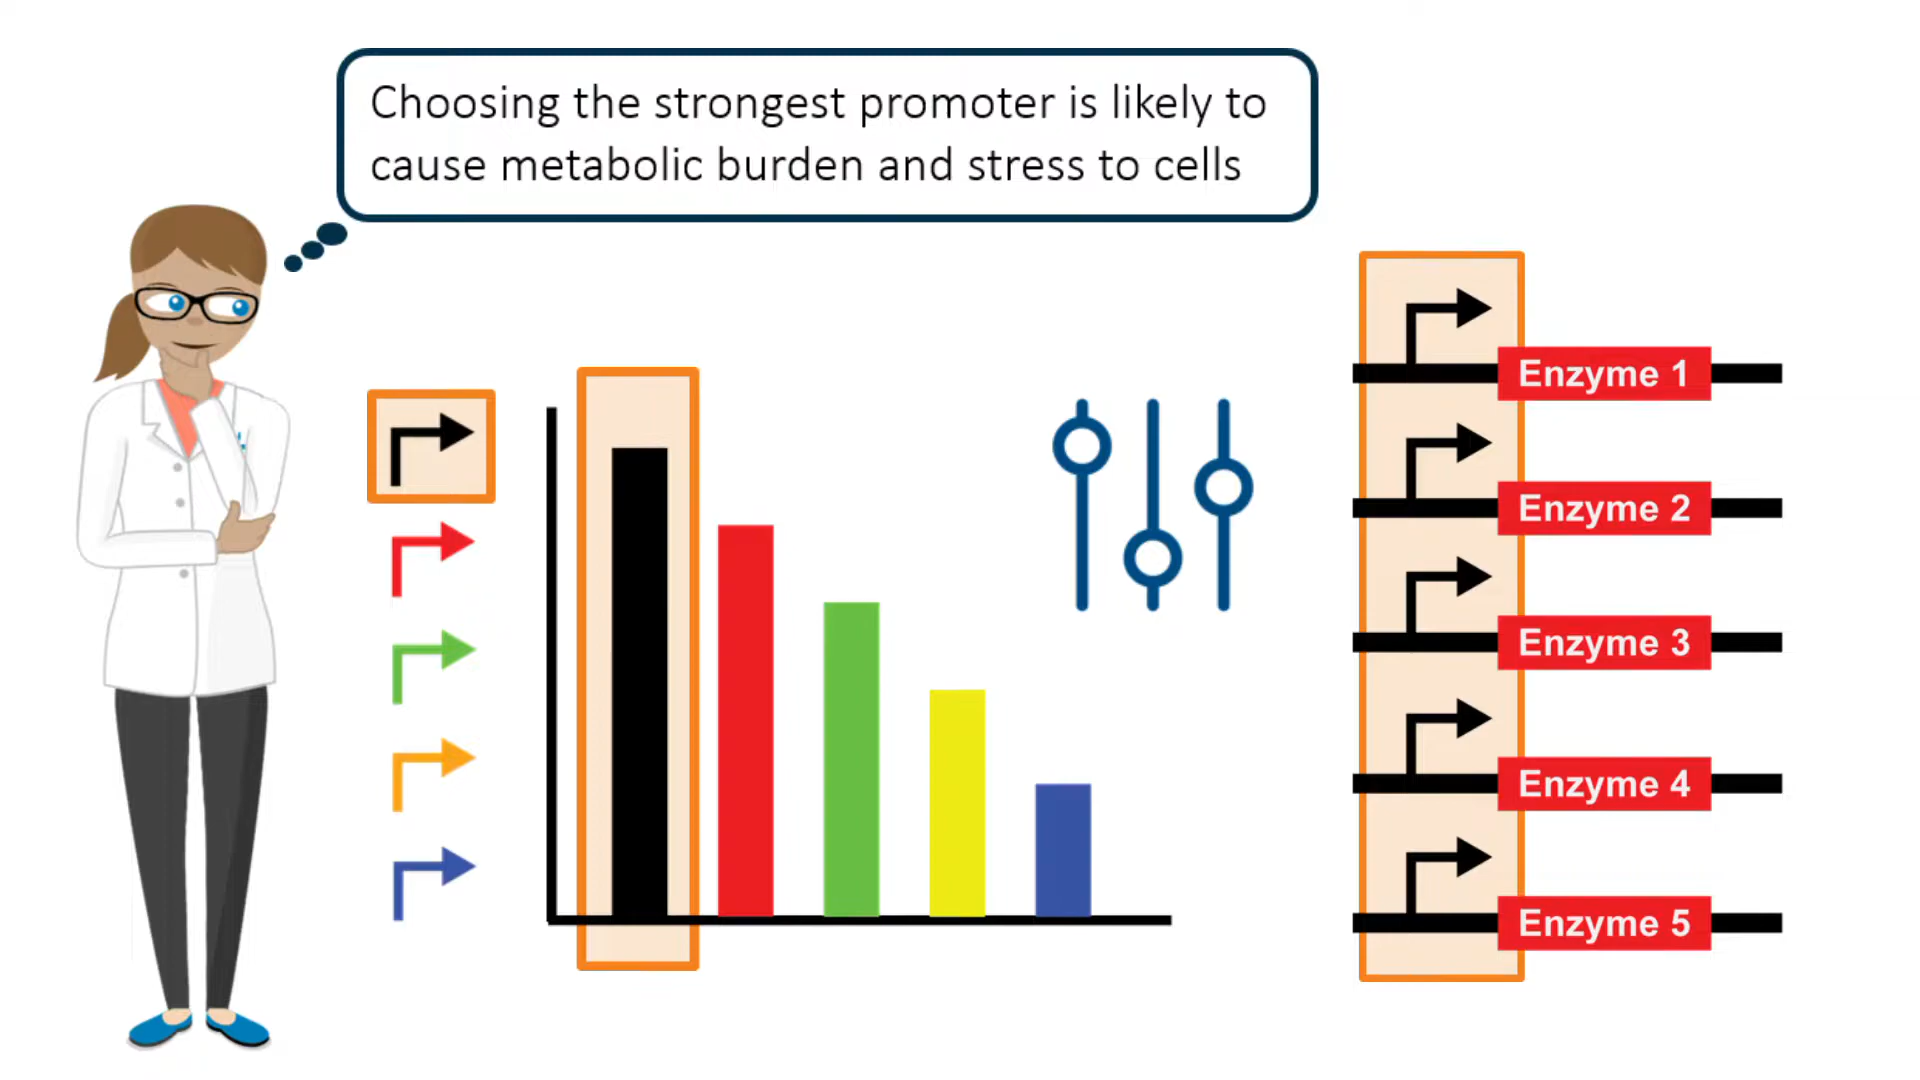 Choosing the strongest promoter is likely to
cause metabolic burden and stress to cells
Enzyme 1
Enzyme 2
Enzyme 3
Enzyme 4
Enzyme 5